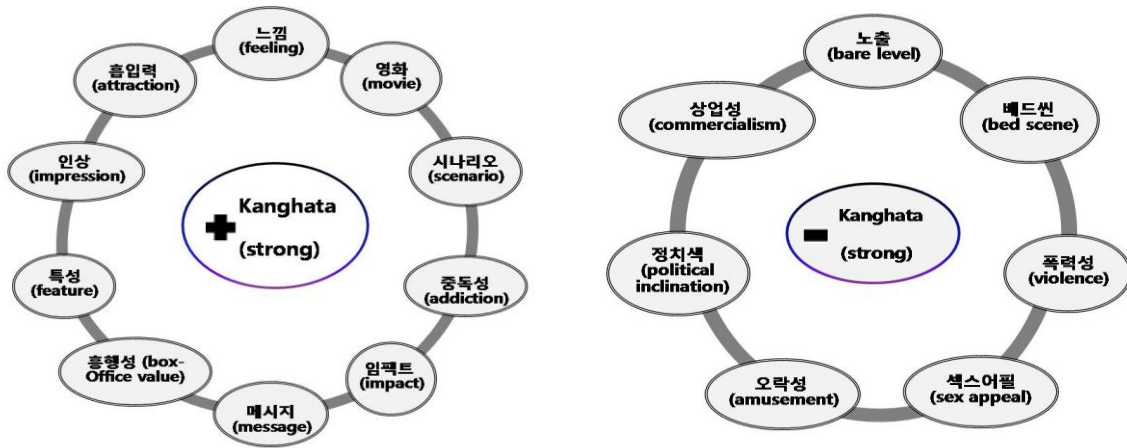 느낌
(feeling)
영화
(movie)
시나리오
(scenario)
중독성
(addiction)
임팩트
(impact)
메시지
(message)
흥행성 (box-
Office value)
특성
(feature)
인상
(impression)
흡입력
(attraction)
Kanghata
(strong)
노출
(bare level)
베드씬
(bed scene)
폭력성
(violence)
섹스어필
(sex appeal)
오락성
(amusement)
정치색
(political
inclination)
상업성
(commercialism)
Kanghata
(strong)